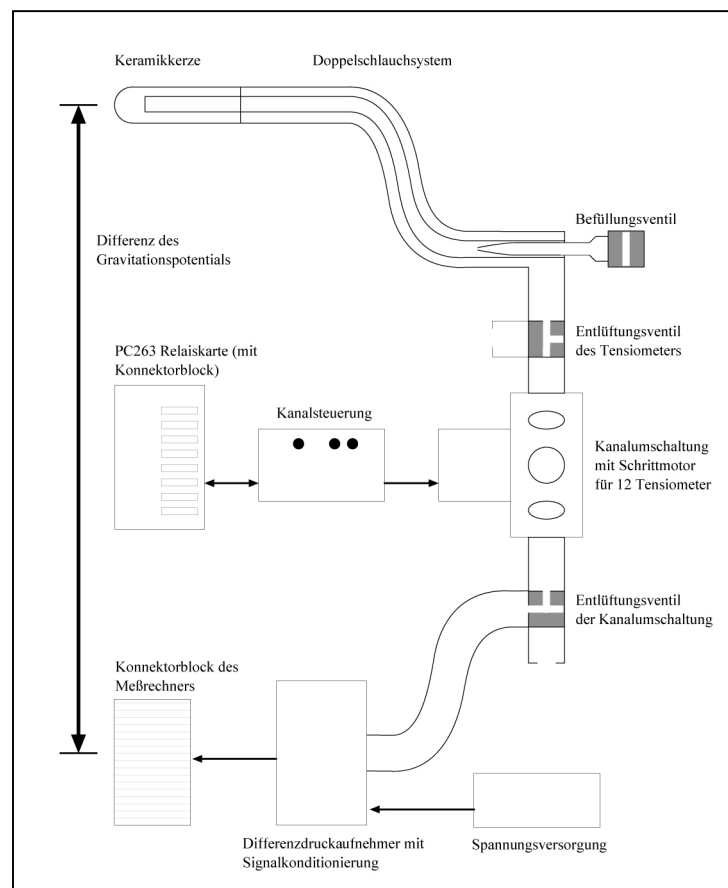 Keramikkerze
Doppelschlauchsystem
Befüllungsventil
Differenz des
Gravitationspotentials
Entlüftungsventil
des Tensiometers
PC263 Relaiskarte (mit
Konnektorblock)
Kanalsteuerung
Kanalumschaltung
mit Schrittmotor
für 12 Tensiometer
Entlüftungsventil
der Kanalumschaltung
Konnektorblock des
Meßrechners
Differenzdruckaufnehmer mit
Signalkonditionierung
Spannungsversorgung